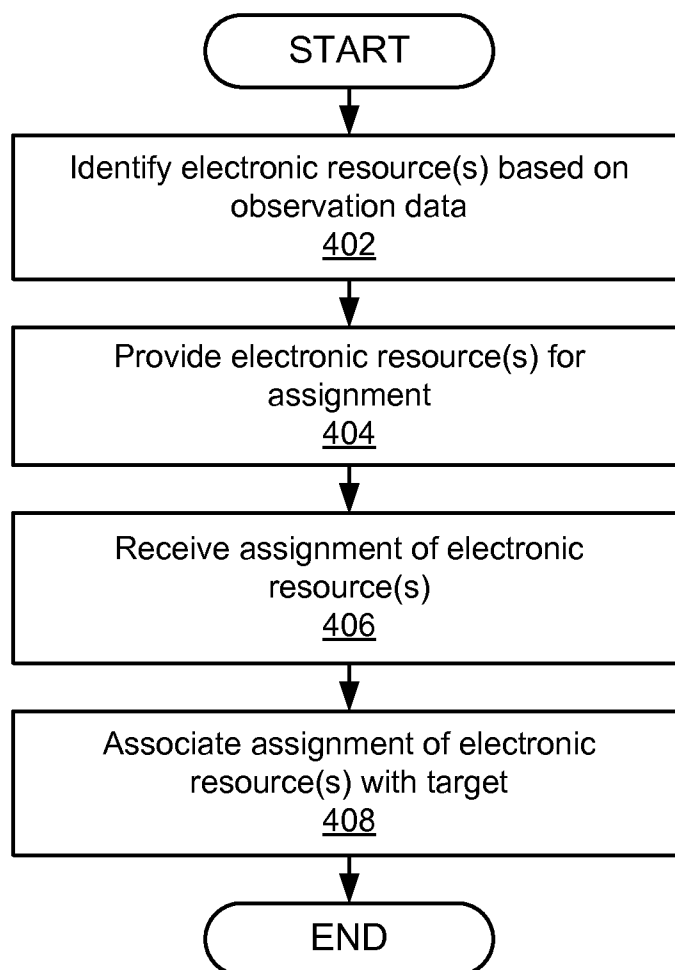 START
Identify electronic resource(s) based on
observation data
402
Provide electronic resource(s) for
assignment
404
Receive assignment of electronic
resource(s)
406
Associate assignment of electronic
resource(s) with target
408
END